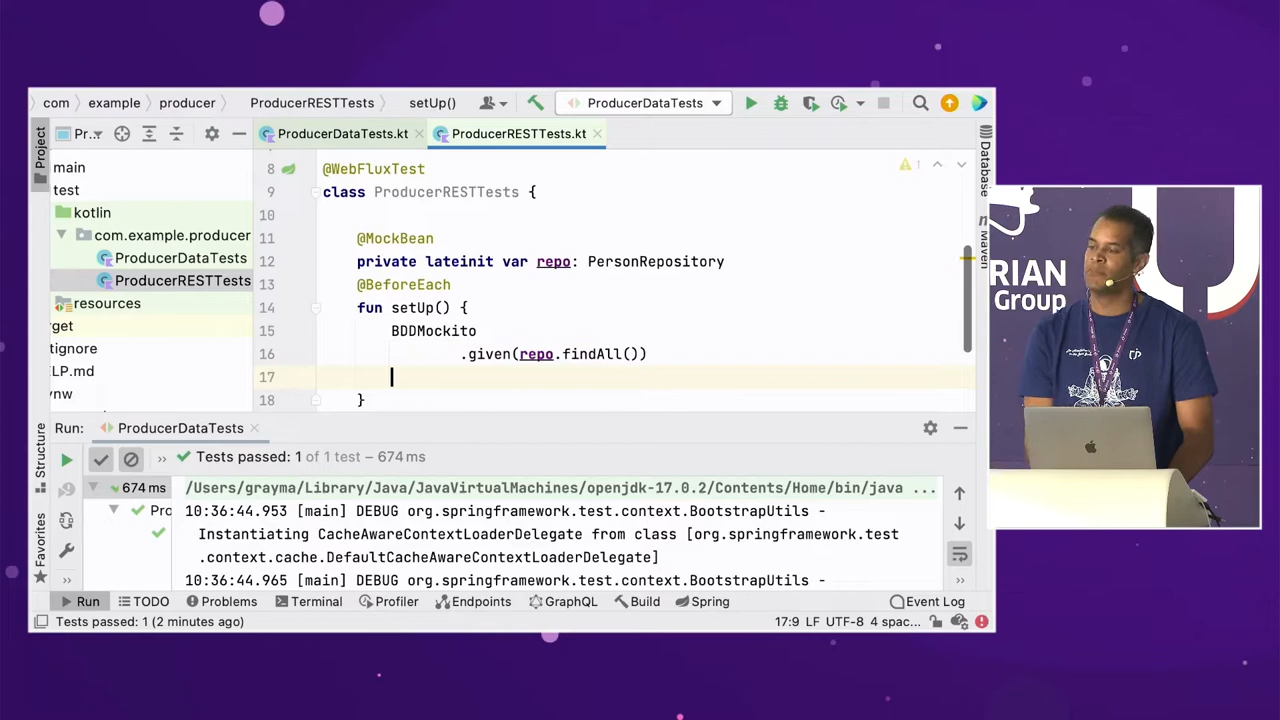 com example producer ProducerRESTTests setUp() ProducerDataTests
Project
Pr..
ProducerDataTests.kt
ProducerRESTTests.kt
Database
Maven
main
test
kotlin
com.example.producer
ProducerDataTests
ProducerRESTTests
resources
rget
tignore
LP.md
vnw
8 @WebFluxTest
9 class ProducerRESTTests {
10
11 @MockBean
12 private lateinit var repo: PersonRepository
13 @BeforeEach
14 fun setUp() {
15 BDDMockito
16 .given(repo.findAll())
17
18 }
1
RIAN
Group
Run: ProducerDataTests
Structure
Favorites
Tests passed: 1 of 1 test – 674 ms
674 ms
Prc
/Users/grayma/Library/Java/JavaVirtualMachines/openjdk-17.0.2/Contents/Home/bin/java ...
10:36:44.953 [main] DEBUG org.springframework.test.context.BootstrapUtils -
Instantiating CacheAwareContextLoaderDelegate from class [org.springframework.test
.context.cache.DefaultCacheAwareContextLoaderDelegate]
10:36:44.965 [main] DEBUG org.springframework.test.context.BootstrapUtils -
Run TODO Problems Terminal Profiler Endpoints GraphQL Build Spring Event Log
Tests passed: 1 (2 minutes ago) 17:9 LF UTF-8 4 spac...